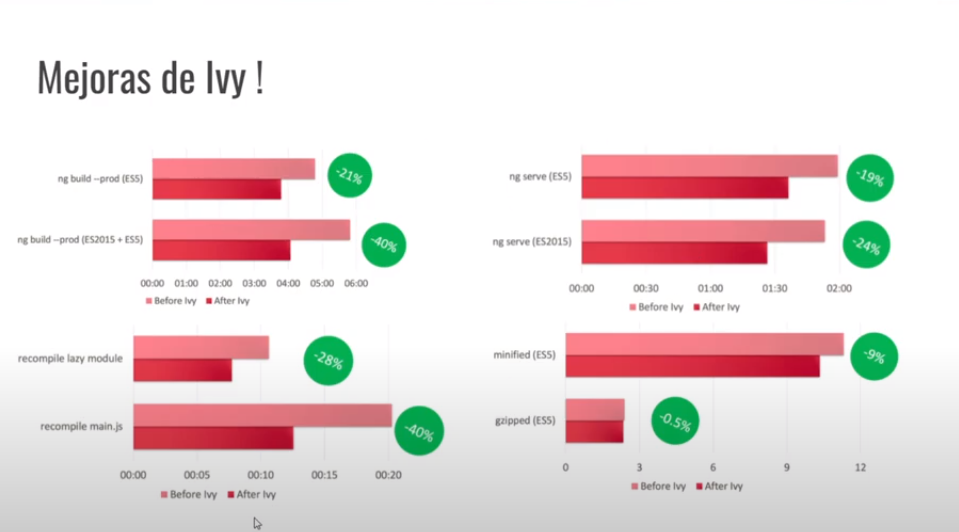 Mejoras de Ivy !
ng build --prod (ES5)
-21%
ng build --prod (ES2015 + ES5)
-40%
00:00 01:00 02:00 03:00 04:00 05:00 06:00
Before Ivy After Ivy
ng serve (ES5)
-19%
ng serve (ES2015)
-24%
00:00 00:30 01:00 01:30 02:00
Before Ivy After Ivy
recompile lazy module
-28%
recompile main.js
-40%
00:00 00:05 00:10 00:15 00:20
Before Ivy After Ivy
minified (ES5)
-9%
gzipped (ES5)
-0.5%
0 3 6 9 12
Before Ivy After Ivy